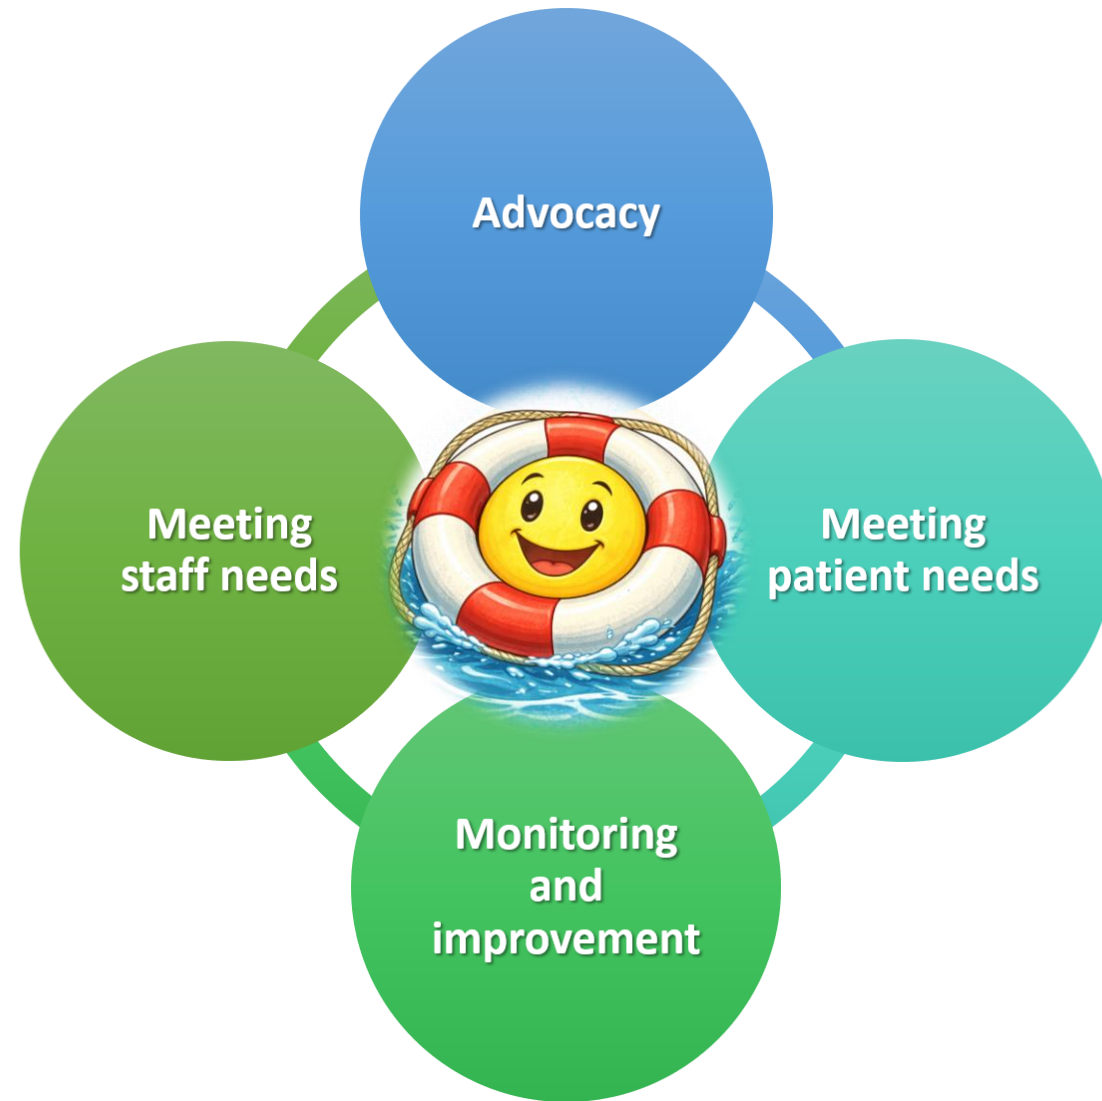 Advocacy
Meeting
staff needs
Meeting
patient needs
Monitoring
and
improvement